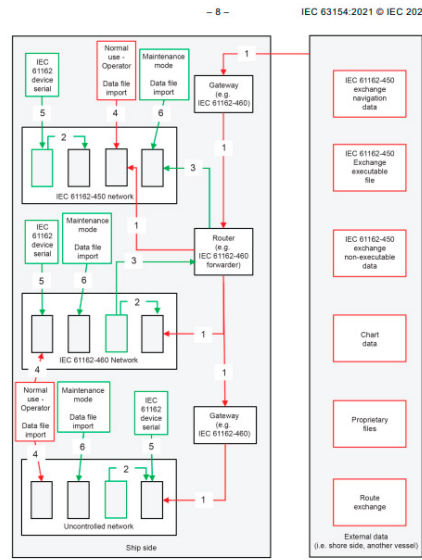 – 8 –
IEC 63154:2021 © IEC 202
1
IEC
61162
device
serial
Normal
use -
Operator
Data file
import
Maintenance
mode
Data file
import
Gateway
(e.g.
IEC 61162-460)
5
2
4
6
1
3
IEC 61162-450 network
1
IEC
61162
device
serial
Maintenance
mode
Data file
import
Router
(e.g.
IEC 61162-460
forwarder)
3
5
6
2
1
IEC 61162-460 Network
4
1
Normal
use -
Operator
Data file
import
Maintenance
mode
Data file
import
IEC
61162
device
serial
Gateway
(e.g.
IEC 61162-460)
4
6
5
2
1
Uncontrolled network
Ship side
IEC 61162-450
exchange
navigation
data
IEC 61162-450
Exchange
executable
file
IEC 61162-450
exchange
non-executable
data
Chart
data
Proprietary
files
Route
exchange
External data
(i.e. shore side, another vessel)